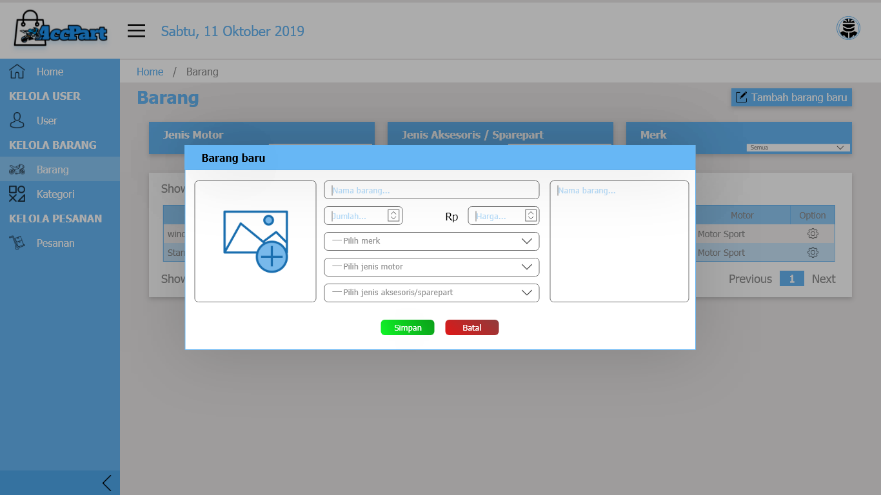 AccPart
Sabtu, 11 Oktober 2019
Home
KELOLA USER
User
KELOLA BARANG
Barang
Kategori
KELOLA PESANAN
Pesanan
Home / Barang
Barang
Tambah barang baru
Jenis Motor
Jenis Aksesoris / Sparepart
Merk
Semua
Show
Motor
Option
Motor Sport
Motor Sport
Show
Previous 1 Next
Barang baru
Nama barang...
Jumlah...
Rp
Harga...
Pilih merk
Pilih jenis motor
Pilih jenis aksesoris/sparepart
Nama barang...
Simpan
Batal